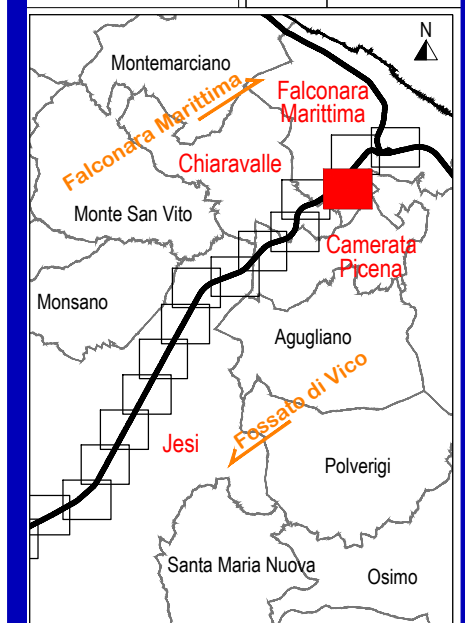 N
Montemarciano
Falconara Marittima
Falconara
Marittima
Chiaravalle
Monte San Vito
Camerata
Picena
Monsano
Agugliano
Fossato di Vico
Jesi
Polverigi
Santa Maria Nuova
Osimo